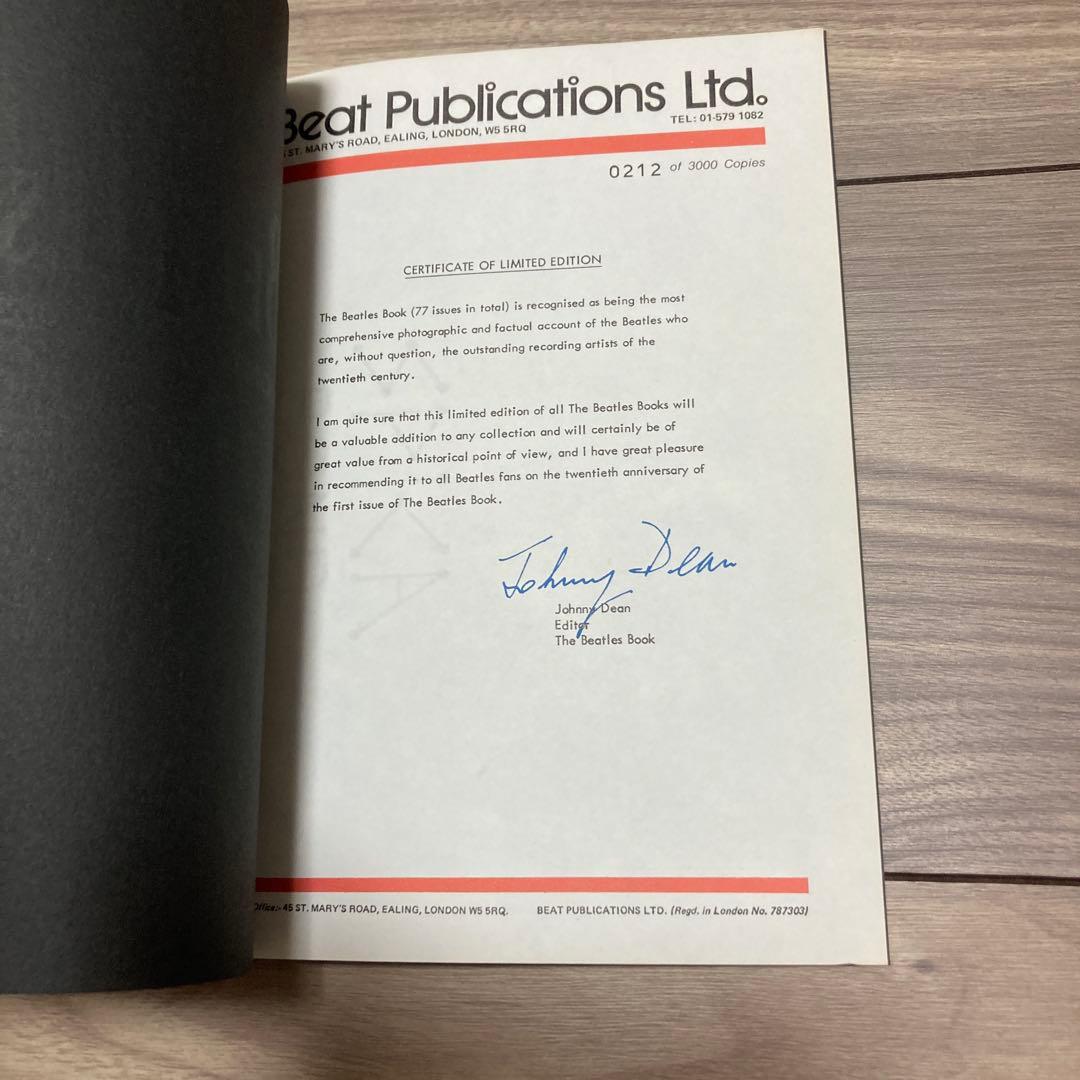 Beat Publications Ltd.
ST. MARY'S ROAD, EALING, LONDON, W5 5RQ
TEL: 01-579 1082
0212 of 3000 Copies
CERTIFICATE OF LIMITED EDITION
The Beatles Book (77 issues in total) is recognised as being the most
comprehensive photographic and factual account of the Beatles who
are, without question, the outstanding recording artists of the
twentieth century.
I am quite sure that this limited edition of all The Beatles Books will
be a valuable addition to any collection and will certainly be of
great value from a historical point of view, and I have great pleasure
in recommending it to all Beatles fans on the twentieth anniversary of
the first issue of The Beatles Book.
Johnny Dean
Johnny Dean
Editor
The Beatles Book
Office:- 45 ST. MARY'S ROAD, EALING, LONDON W5 5RQ. BEAT PUBLICATIONS LTD. (Regd. in London No. 787303)